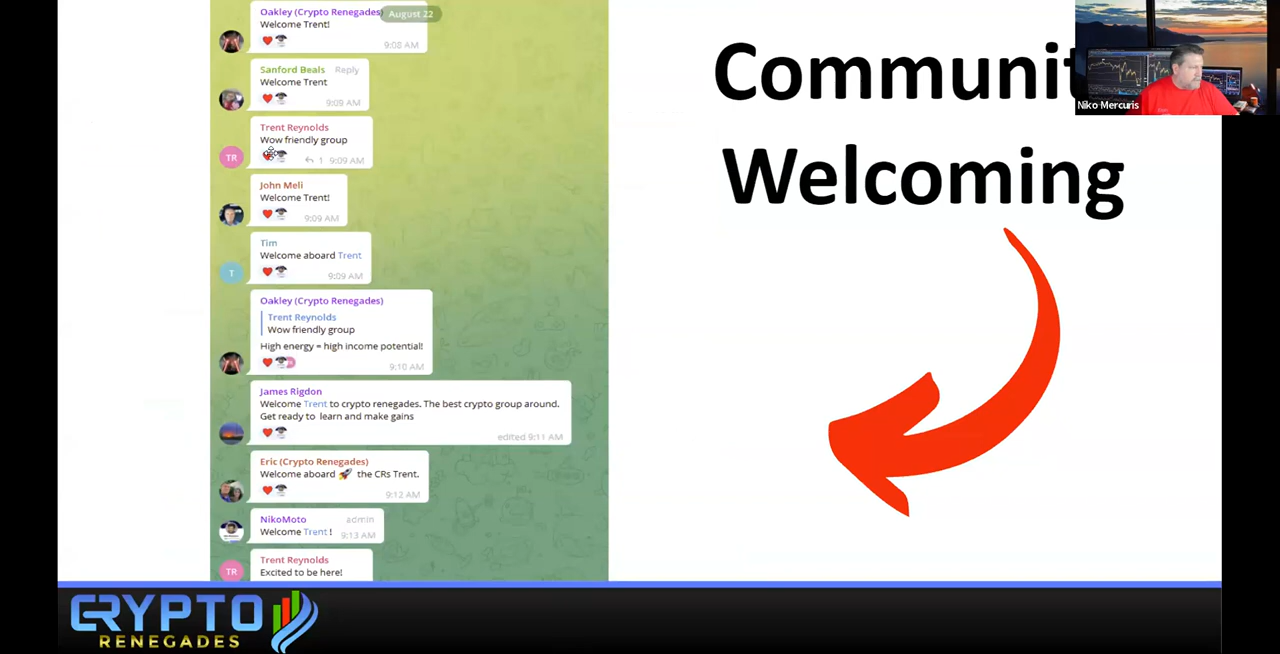 Oakley (Crypto Renegades)
August 22
Welcome Trent!
9:08 AM
Sanford Beals Reply
Welcome Trent
9:09 AM
Trent Reynolds
Wow friendly group
TR
1 9:09 AM
John Meli
Welcome Trent!
9:09 AM
Tim
Welcome aboard Trent
T
9:09 AM
Oakley (Crypto Renegades)
Trent Reynolds
Wow friendly group
High energy = high income potential!
9:10 AM
James Rigdon
Welcome Trent to crypto renegades. The best crypto group around.
Get ready to learn and make gains
edited 9:11 AM
Eric (Crypto Renegades)
Welcome aboard 🚀 the CRs Trent.
9:12 AM
NikoMoto admin
Welcome Trent !
9:13 AM
Trent Reynolds
TR
Excited to be here!
Communit
Welcoming
Niko Mercuris
CRYPTO
RENEGADES